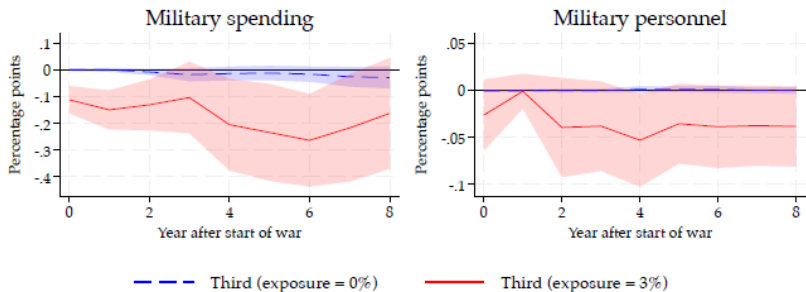 Military spending
Military personnel
Percentage points
.1
0
-.1
-.2
-.3
-.4
0 2 4 6 8
Year after start of war
Percentage points
.05
0
-.05
-.1
0 2 4 6 8
Year after start of war
Third (exposure = 0%)
Third (exposure = 3%)